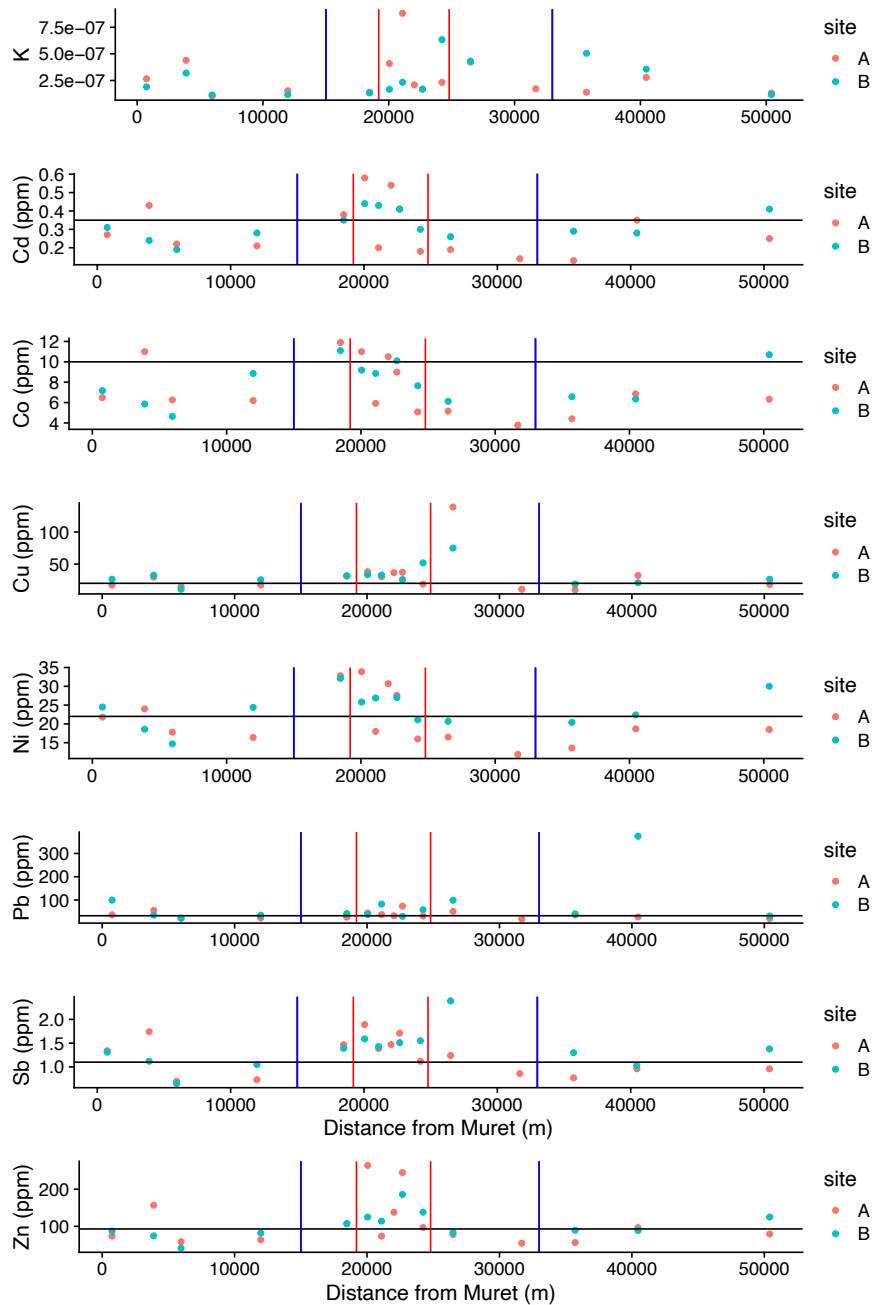 7.5e−07
5.0e−07
2.5e−07
K
0 10000 20000 30000 40000 50000
site
A
B
0.6
0.5
0.4
0.3
0.2
Cd (ppm)
0 10000 20000 30000 40000 50000
site
A
B
12
10
8
6
4
Co (ppm)
0 10000 20000 30000 40000 50000
site
A
B
100
50
Cu (ppm)
0 10000 20000 30000 40000 50000
site
A
B
35
30
25
20
15
Ni (ppm)
0 10000 20000 30000 40000 50000
site
A
B
300
200
100
Pb (ppm)
0 10000 20000 30000 40000 50000
site
A
B
2.0
1.5
1.0
Sb (ppm)
0 10000 20000 30000 40000 50000
Distance from Muret (m)
site
A
B
200
100
Zn (ppm)
0 10000 20000 30000 40000 50000
Distance from Muret (m)
site
A
B